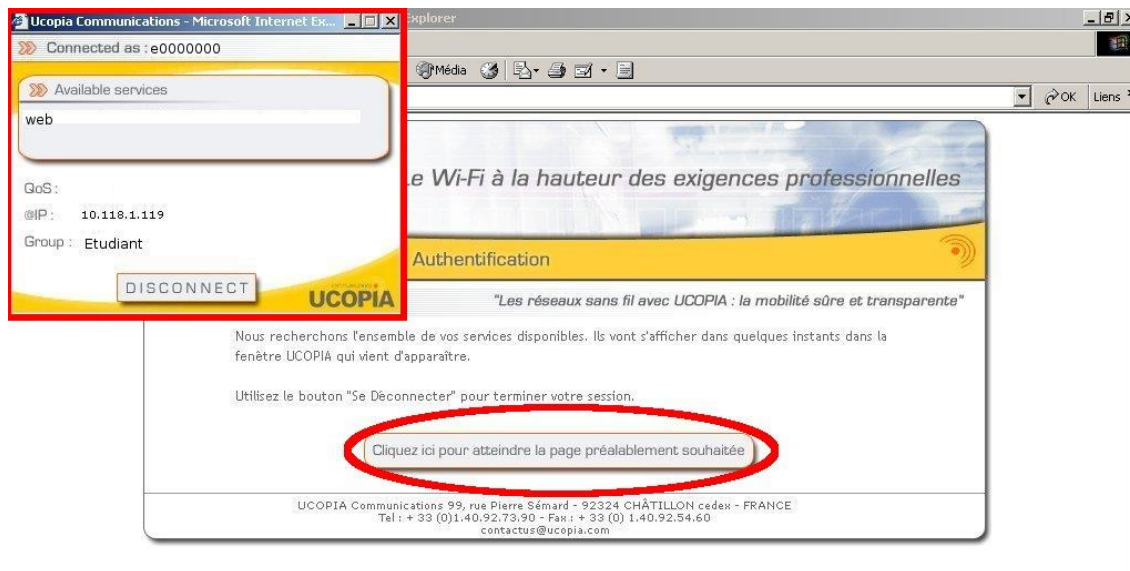 Ucopia Communications - Microsoft Internet Ex...
Explorer
Connected as : e0000000
Available services
web
QoS :
@IP : 10.118.1.119
Group : Etudiant
DISCONNECT
UCOPIA
Média
OK Liens
Le Wi-Fi à la hauteur des exigences professionnelles
Authentification
"Les réseaux sans fil avec UCOPIA : la mobilité sûre et transparente"
Nous recherchons l'ensemble de vos services disponibles. Ils vont s'afficher dans quelques instants dans la
fenêtre UCOPIA qui vient d'apparaître.
Utilisez le bouton "Se Déconnecter" pour terminer votre session.
Cliquez ici pour atteindre la page préalablement souhaitée
UCOPIA Communications 99, rue Pierre Sémard - 92324 CHÂTILLON cedex - FRANCE
Tel : + 33 (0)1.40.92.73.90 - Fax : + 33 (0) 1.40.92.54.60
contactus@ucopia.com